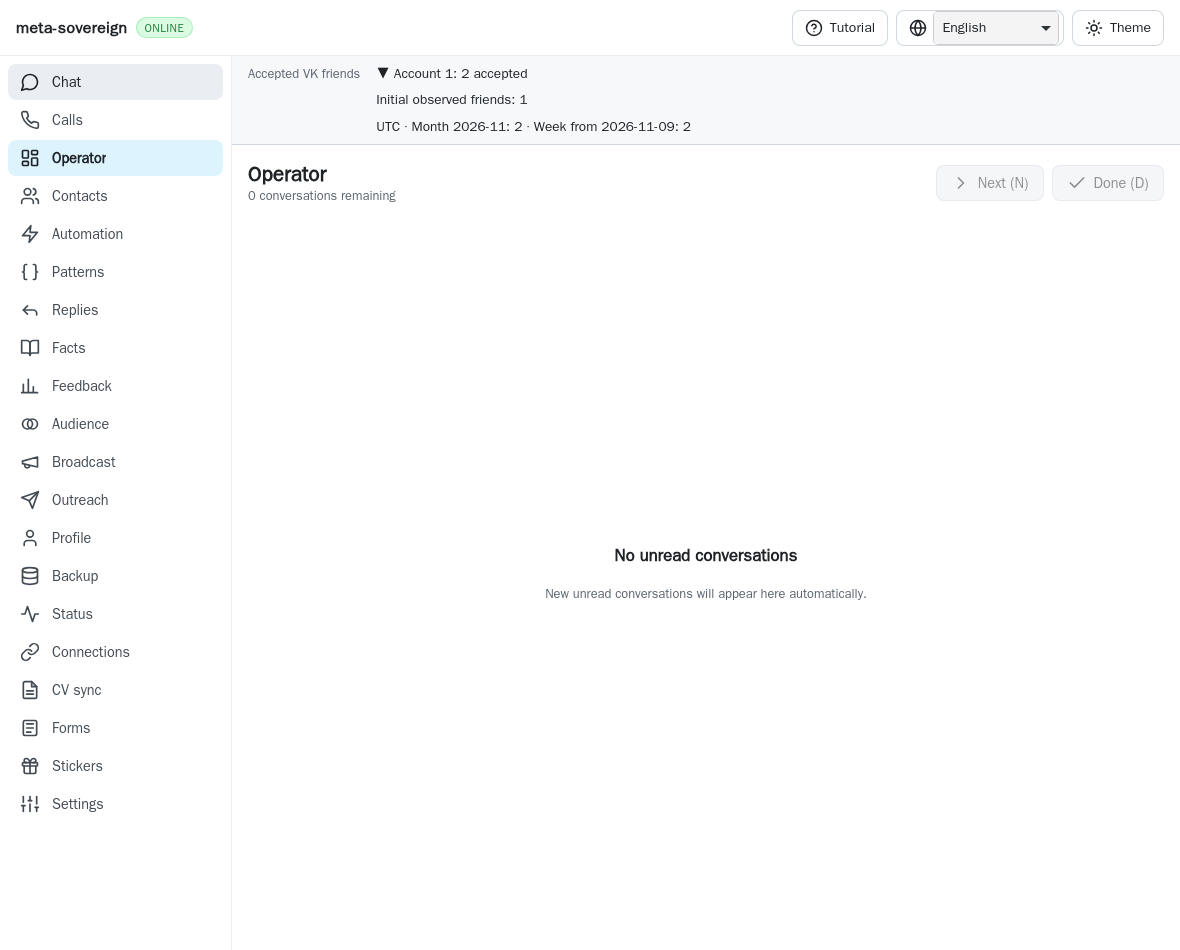 meta-sovereign ONLINE
Tutorial English Theme
Chat
Calls
Operator
Contacts
Automation
Patterns
Replies
Facts
Feedback
Audience
Broadcast
Outreach
Profile
Backup
Status
Connections
CV sync
Forms
Stickers
Settings
Accepted VK friends ▼ Account 1: 2 accepted
Initial observed friends: 1
UTC · Month 2026-11: 2 · Week from 2026-11-09: 2
Operator
0 conversations remaining
Next (N) Done (D)
No unread conversations
New unread conversations will appear here automatically.